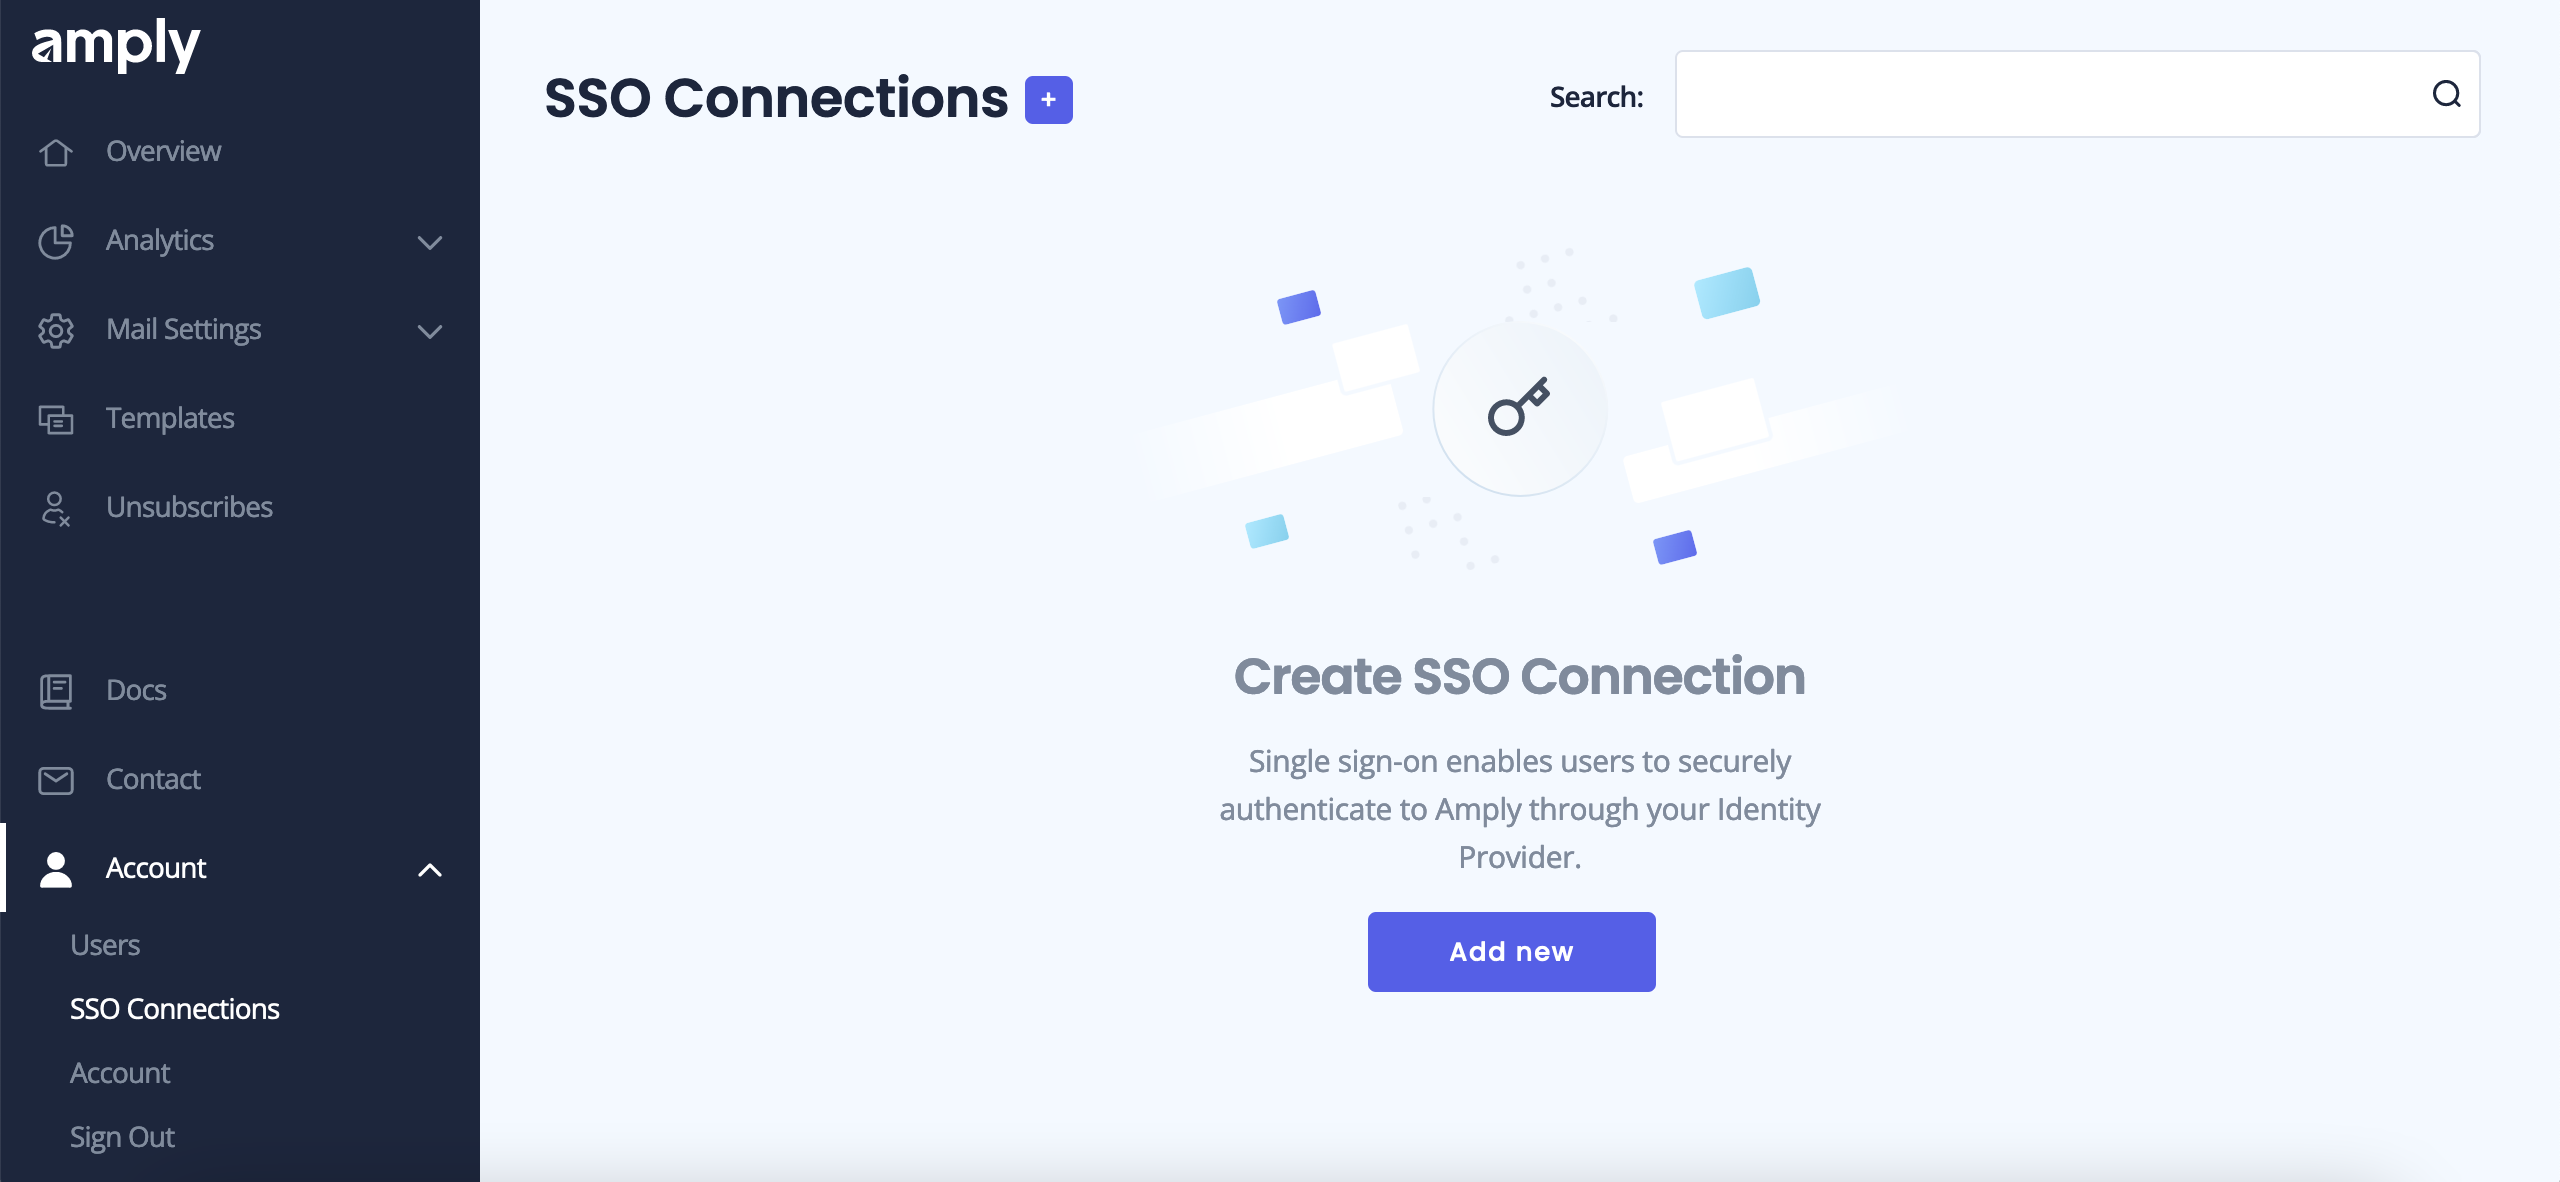 amply
Overview
Analytics
Mail Settings
Templates
Unsubscribes
Docs
Contact
Account
Users
SSO Connections
Account
Sign Out
SSO Connections +
Search:
Create SSO Connection
Single sign-on enables users to securely
authenticate to Amply through your Identity
Provider.
Add new